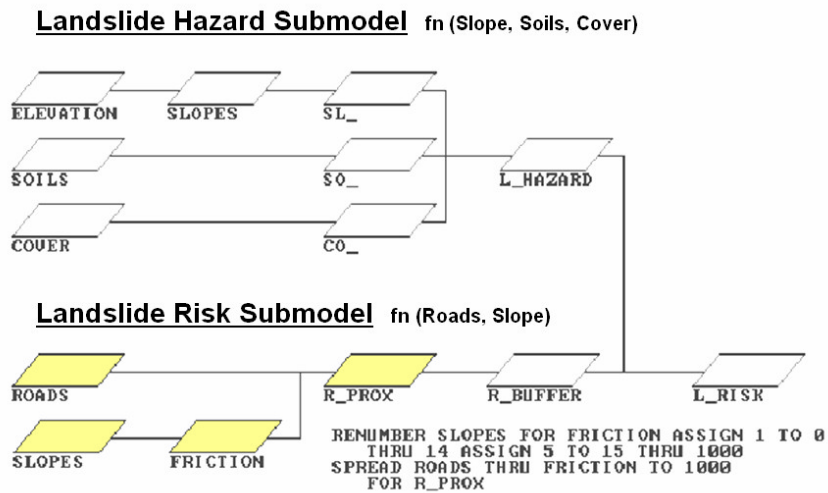 Landslide Hazard Submodel fn (Slope, Soils, Cover)
ELEVATION SLOPES SL_
SOILS SO_ L_HAZARD
COVER CO_
Landslide Risk Submodel fn (Roads, Slope)
ROADS R_PROX R_BUFFER L_RISK
SLOPES FRICTION
RENUMBER SLOPES FOR FRICTION ASSIGN 1 TO 0
THRU 14 ASSIGN 5 TO 15 THRU 1000
SPREAD ROADS THRU FRICTION TO 1000
FOR R_PROX